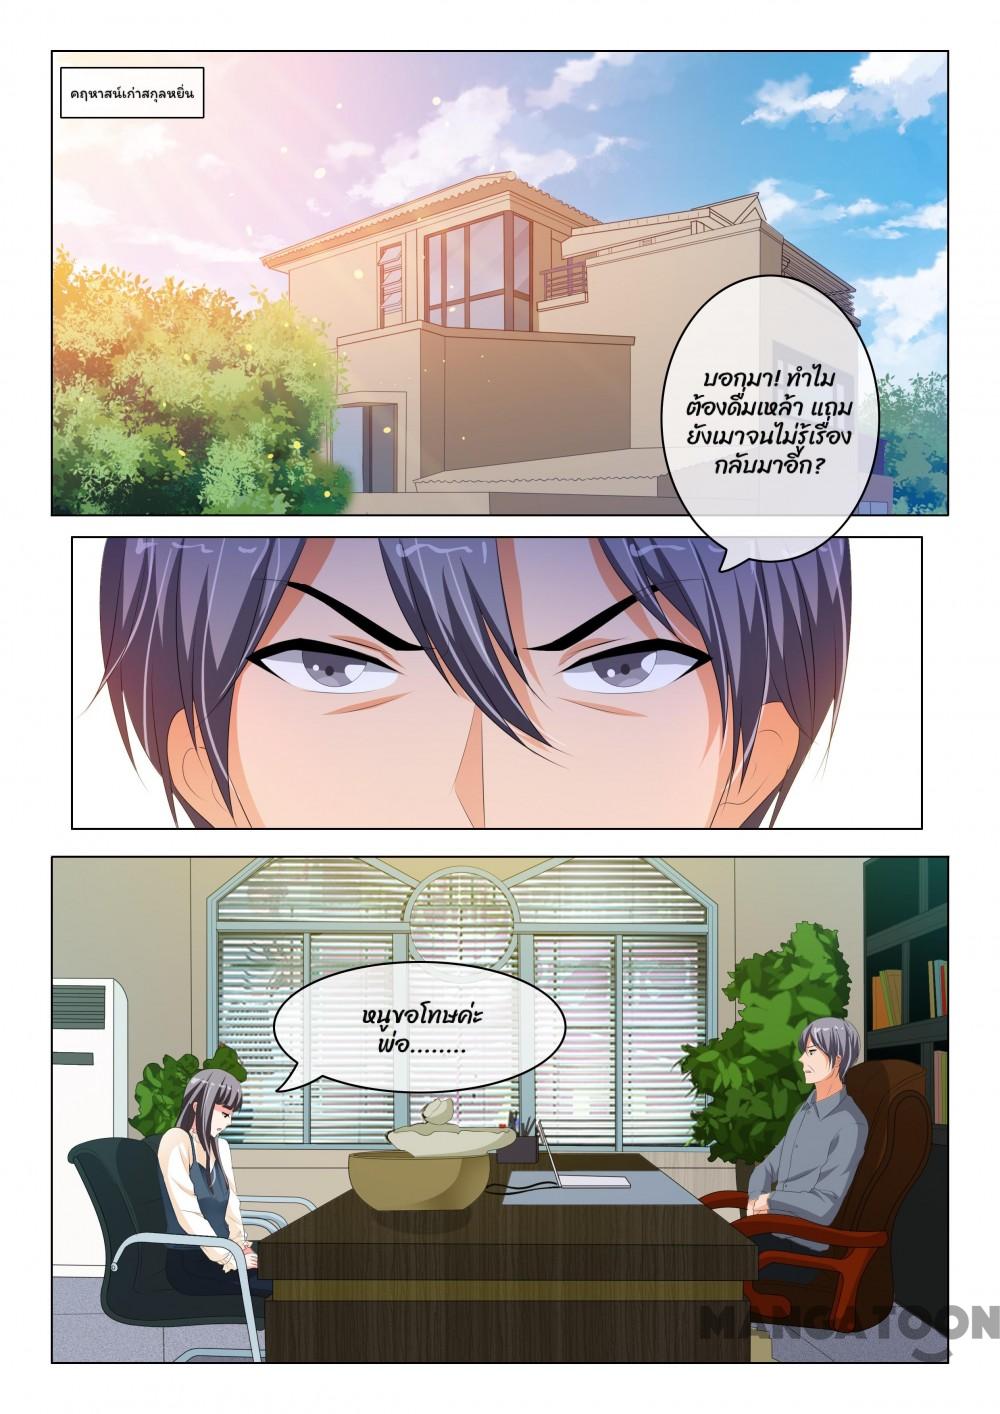 คฤหาสน์เก่าสกุลหยิ่น
บอกมา! ทำไม
ต้องดื่มเหล้า แถม
ยังเมาจนไม่รู้เรื่อง
กลับมาอีก?
หนูขอโทษค่ะ
พ่อ........
MANGATOON